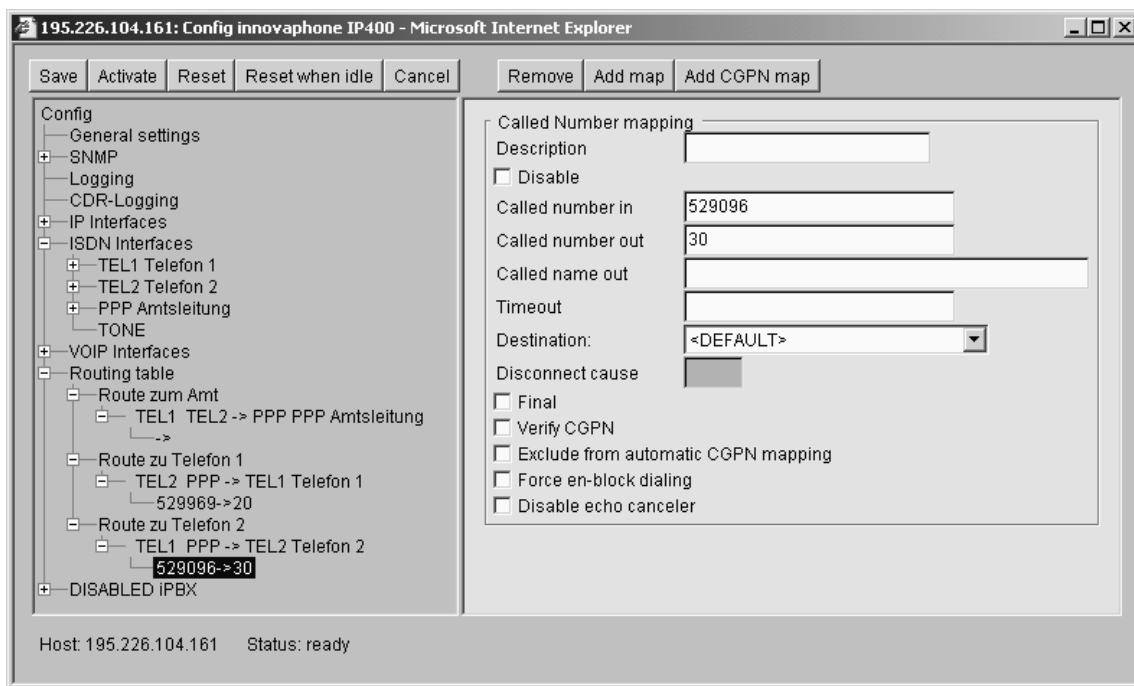 195.226.104.161: Config innovaphone IP400 - Microsoft Internet Explorer
Save Activate Reset Reset when idle Cancel Remove Add map Add CGPN map
Config
General settings
SNMP
Logging
CDR-Logging
IP Interfaces
ISDN Interfaces
TEL1 Telefon 1
TEL2 Telefon 2
PPP Amtsleitung
TONE
VOIP Interfaces
Routing table
Route zum Amt
TEL1 TEL2 -> PPP PPP Amtsleitung
->
Route zu Telefon 1
TEL2 PPP -> TEL1 Telefon 1
529969->20
Route zu Telefon 2
TEL1 PPP -> TEL2 Telefon 2
529096->30
DISABLED iPBX
Called Number mapping
Description
Disable
Called number in 529096
Called number out 30
Called name out
Timeout
Destination: <DEFAULT>
Disconnect cause
Final
Verify CGPN
Exclude from automatic CGPN mapping
Force en-block dialing
Disable echo canceler
Host: 195.226.104.161 Status: ready